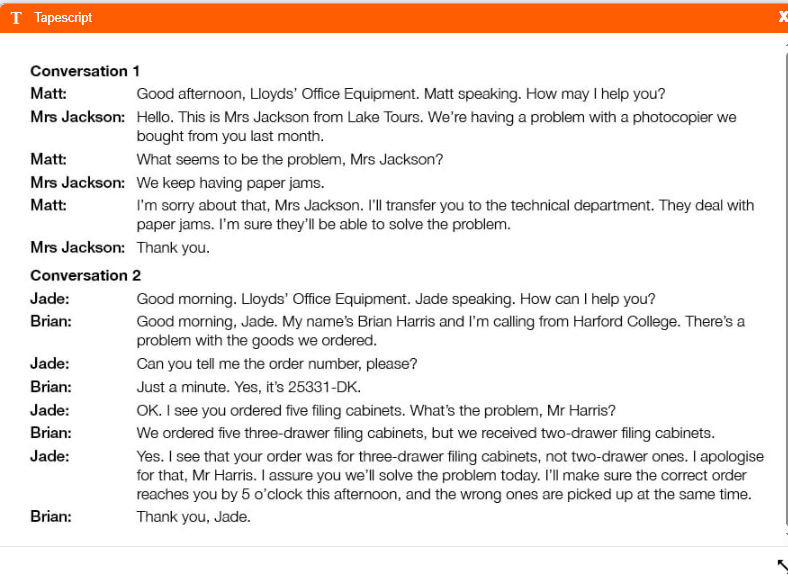 T Tapescript X
Conversation 1
Matt: Good afternoon, Lloyds' Office Equipment. Matt speaking. How may I help you?
Mrs Jackson: Hello. This is Mrs Jackson from Lake Tours. We're having a problem with a photocopier we
bought from you last month.
Matt: What seems to be the problem, Mrs Jackson?
Mrs Jackson: We keep having paper jams.
Matt: I'm sorry about that, Mrs Jackson. I'll transfer you to the technical department. They deal with
paper jams. I'm sure they'll be able to solve the problem.
Mrs Jackson: Thank you.
Conversation 2
Jade: Good morning. Lloyds' Office Equipment. Jade speaking. How can I help you?
Brian: Good morning, Jade. My name's Brian Harris and I'm calling from Harford College. There's a
problem with the goods we ordered.
Jade: Can you tell me the order number, please?
Brian: Just a minute. Yes, it's 25331-DK.
Jade: OK. I see you ordered five filing cabinets. What's the problem, Mr Harris?
Brian: We ordered five three-drawer filing cabinets, but we received two-drawer filing cabinets.
Jade: Yes. I see that your order was for three-drawer filing cabinets, not two-drawer ones. I apologise
for that, Mr Harris. I assure you we'll solve the problem today. I'll make sure the correct order
reaches you by 5 o'clock this afternoon, and the wrong ones are picked up at the same time.
Brian: Thank you, Jade.